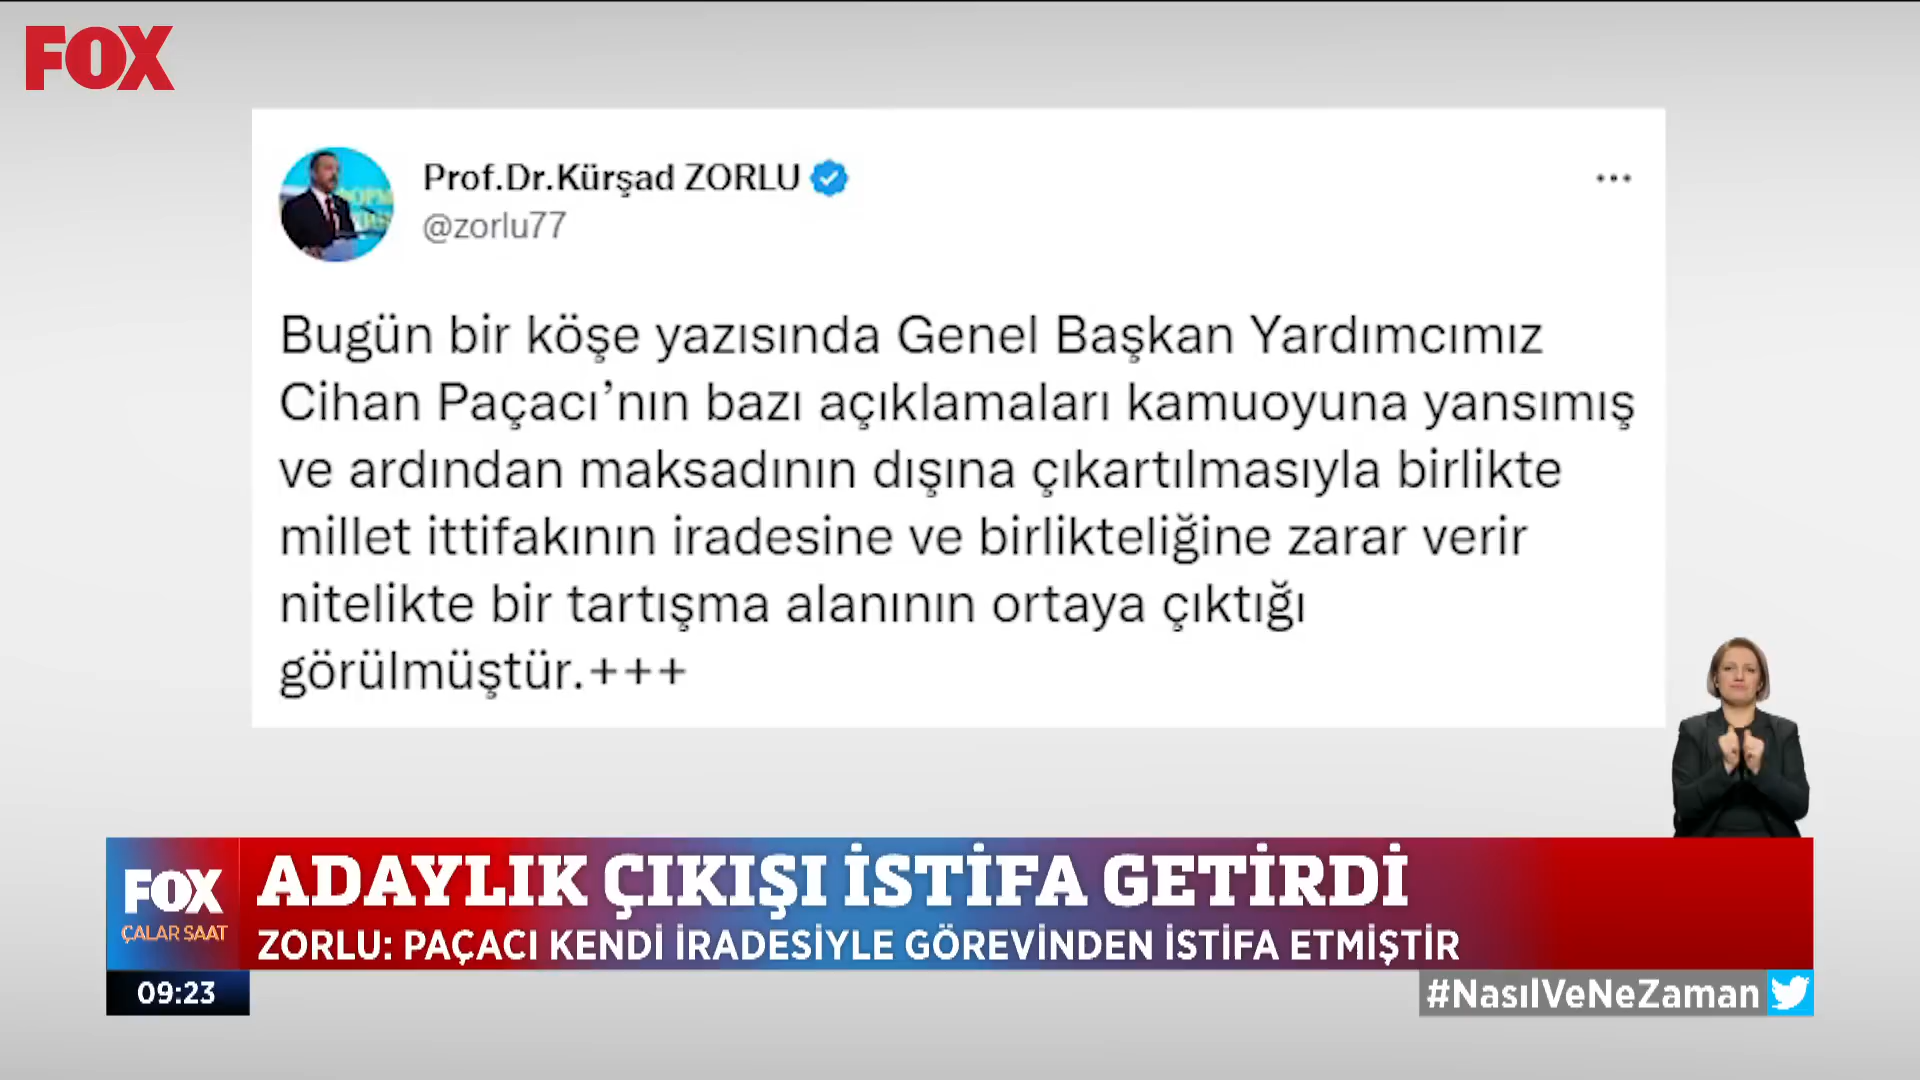 FOX
Prof.Dr.Kürşad ZORLU
@zorlu77
Bugün bir köşe yazısında Genel Başkan Yardımcımız
Cihan Paçacı’nın bazı açıklamaları kamuoyuna yansımış
ve ardından maksadının dışına çıkartılmasıyla birlikte
millet ittifakının iradesine ve birlikteliğine zarar verir
nitelikte bir tartışma alanının ortaya çıktığı
görülmüştür.+++
FOX
ÇALAR SAAT
ADAYLIK ÇIKIŞI İSTİFA GETİRDİ
ZORLU: PAÇACI KENDİ İRADESİYLE GÖREVİNDEN İSTİFA ETMİŞTİR
09:23
#NasılVeNeZaman